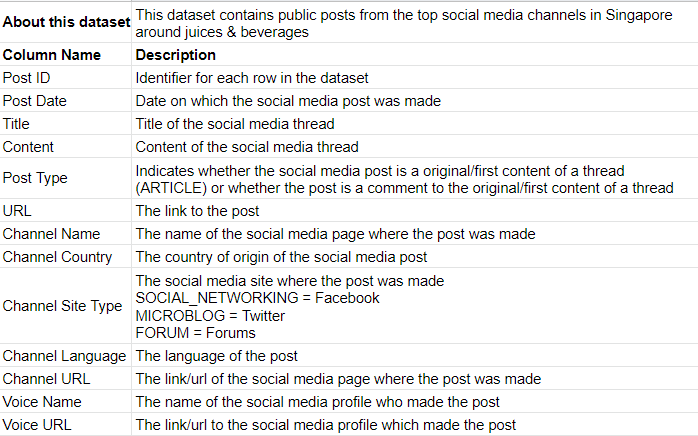 About this dataset This dataset contains public posts from the top social media channels in Singapore
around juices & beverages
Column Name Description
Post ID Identifier for each row in the dataset
Post Date Date on which the social media post was made
Title Title of the social media thread
Content Content of the social media thread
Post Type Indicates whether the social media post is a original/first content of a thread
(ARTICLE) or whether the post is a comment to the original/first content of a thread
URL The link to the post
Channel Name The name of the social media page where the post was made
Channel Country The country of origin of the social media post
Channel Site Type The social media site where the post was made
SOCIAL_NETWORKING = Facebook
MICROBLOG = Twitter
FORUM = Forums
Channel Language The language of the post
Channel URL The link/url of the social media page where the post was made
Voice Name The name of the social media profile who made the post
Voice URL The link/url to the social media profile which made the post